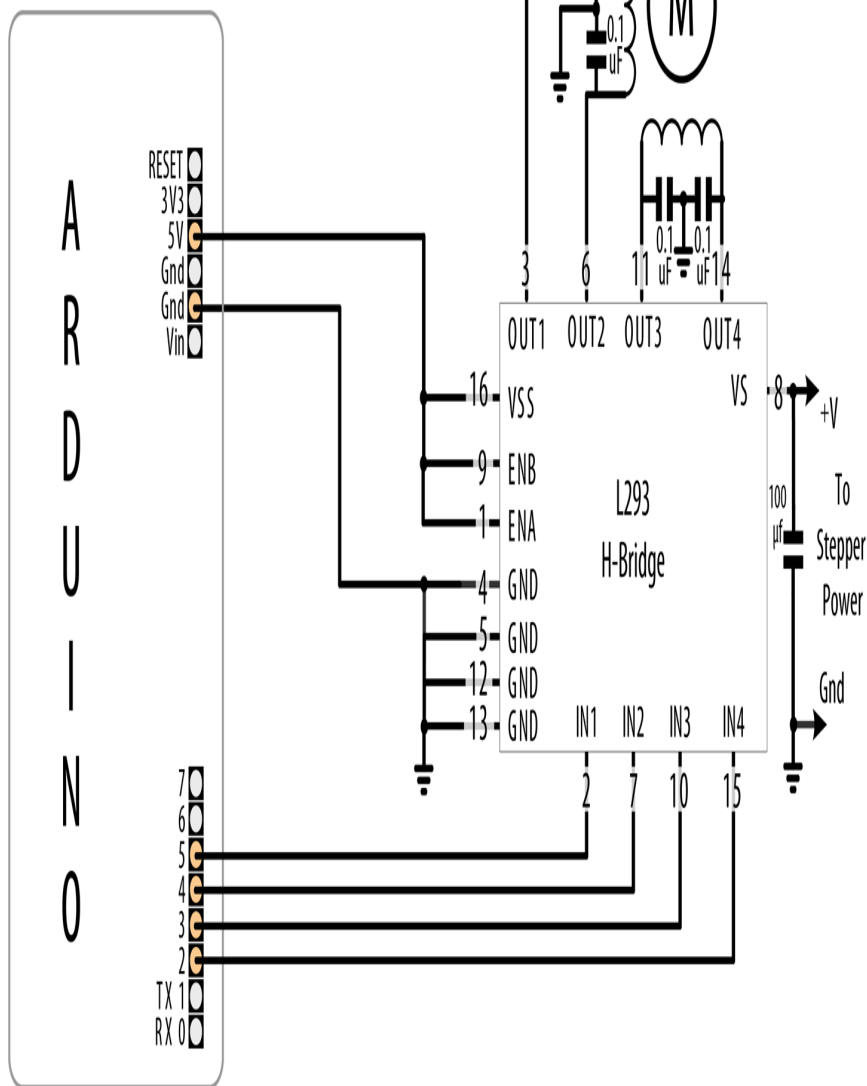 ARDUINO
RESET
3V3
5V
Gnd
Gnd
Vin
7
6
5
4
3
2
TX 1
RX 0
0.1
uF
M
0.1 0.1
uF uF
3 6 11 14
OUT1 OUT2 OUT3 OUT4
16 VSS
9 ENB
1 ENA
4 GND
5 GND
12 GND
13 GND
VS 8
+V
L293
H-Bridge
100
µf
To
Stepper
Power
Gnd
IN1 IN2 IN3 IN4
2 7 10 15